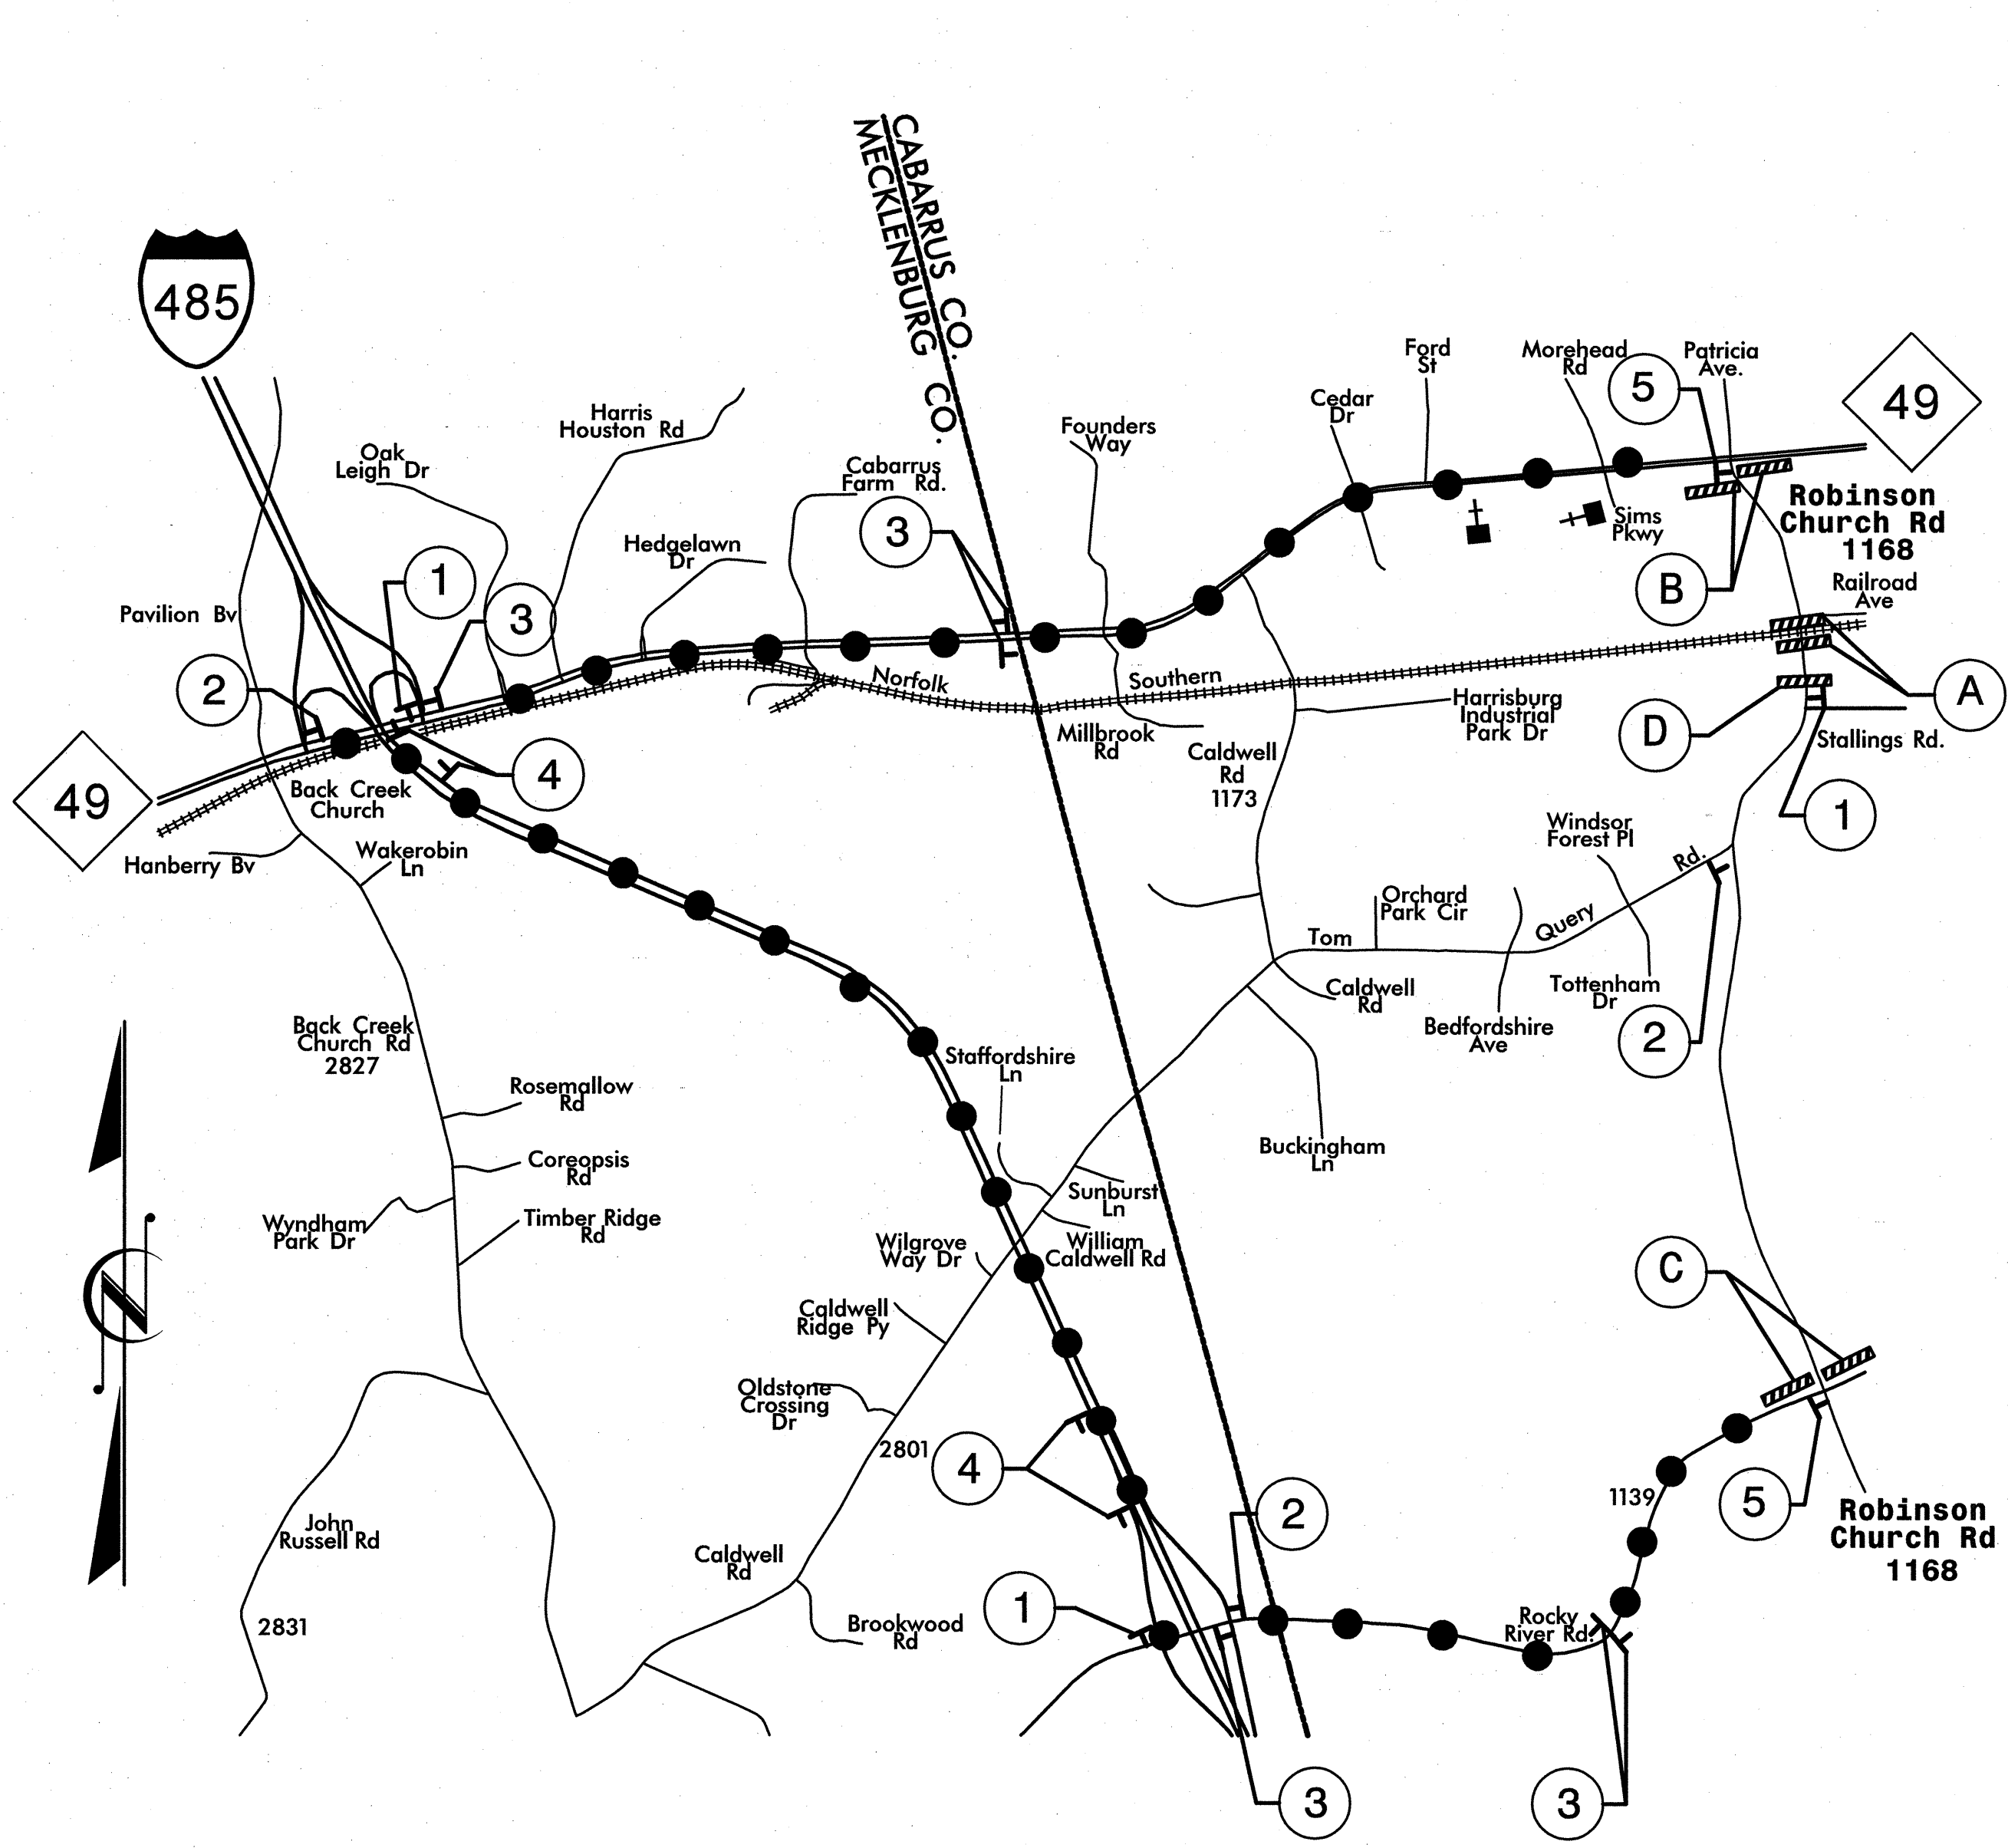 CABARRUS CO.
MECKLENBURG CO.
485
Ford
St
Morehead
Rd
Patricia
Ave.
5
49
Cedar
Dr
Harris
Houston Rd
Founders
Way
Oak
Leigh Dr
Cabarrus
Farm Rd.
3
Robinson
Church Rd
1168
Sims
Pkwy
Hedgelawn
Dr
1
B
Railroad
Ave
Pavilion Bv
3
2
Norfolk
Southern
A
Harrisburg
Industrial
Park Dr
D
Millbrook
Rd
Stallings Rd.
Caldwell
Rd
1173
4
49
Back Creek
Church
1
Windsor
Forest Pl
Hanberry Bv
Wakerobin
Ln
Rd.
Orchard
Park Cir
Query
Tom
Caldwell
Rd
Tottenham
Dr
Bedfordshire
Ave
2
Back Creek
Church Rd
2827
Staffordshire
Ln
Rosemallow
Rd
Buckingham
Ln
Coreopsis
Rd
Sunburst
Ln
Wyndham
Park Dr
Timber Ridge
Rd
Wilgrove
Way Dr
William
Caldwell Rd
C
Caldwell
Ridge Py
Oldstone
Crossing
Dr
2801
4
2
1139
5
Robinson
Church Rd
1168
John
Russell Rd
Caldwell
Rd
1
2831
Brookwood
Rd
Rocky
River Rd.
N
3
3